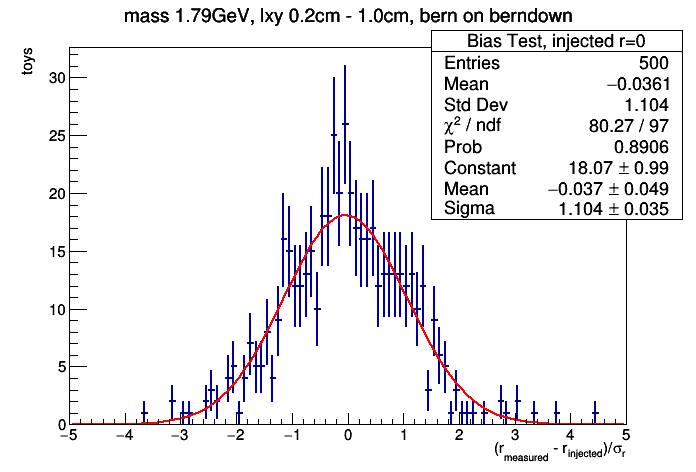 mass 1.79GeV, lxy 0.2cm - 1.0cm, bern on berndown
Bias Test, injected r=0
Entries 500
Mean −0.0361
Std Dev 1.104
χ² / ndf 80.27 / 97
Prob 0.8906
Constant 18.07 ± 0.99
Mean −0.037 ± 0.049
Sigma 1.104 ± 0.035
toys
30
25
20
15
10
5
0
−5 −4 −3 −2 −1 0 1 2 3 4 5
(r_measured - r_injected)/σ_r